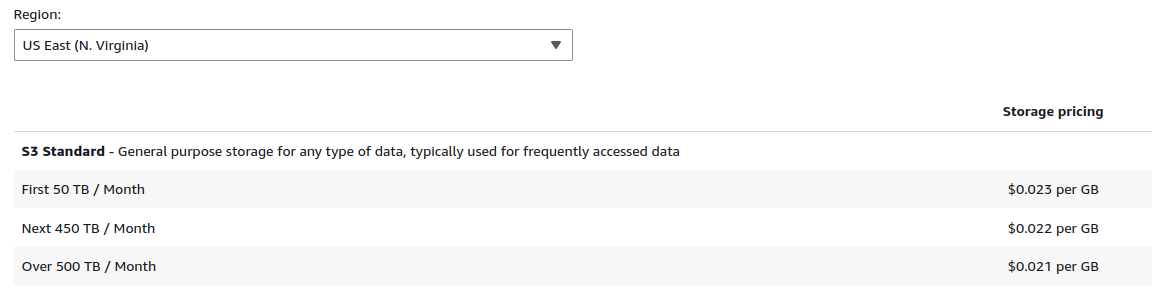 Region:
US East (N. Virginia)
Storage pricing
S3 Standard - General purpose storage for any type of data, typically used for frequently accessed data
First 50 TB / Month $0.023 per GB
Next 450 TB / Month $0.022 per GB
Over 500 TB / Month $0.021 per GB